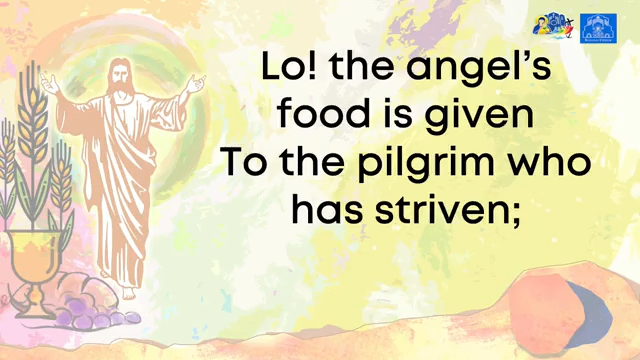 Lo! the angel’s
food is given
To the pilgrim who
has striven;